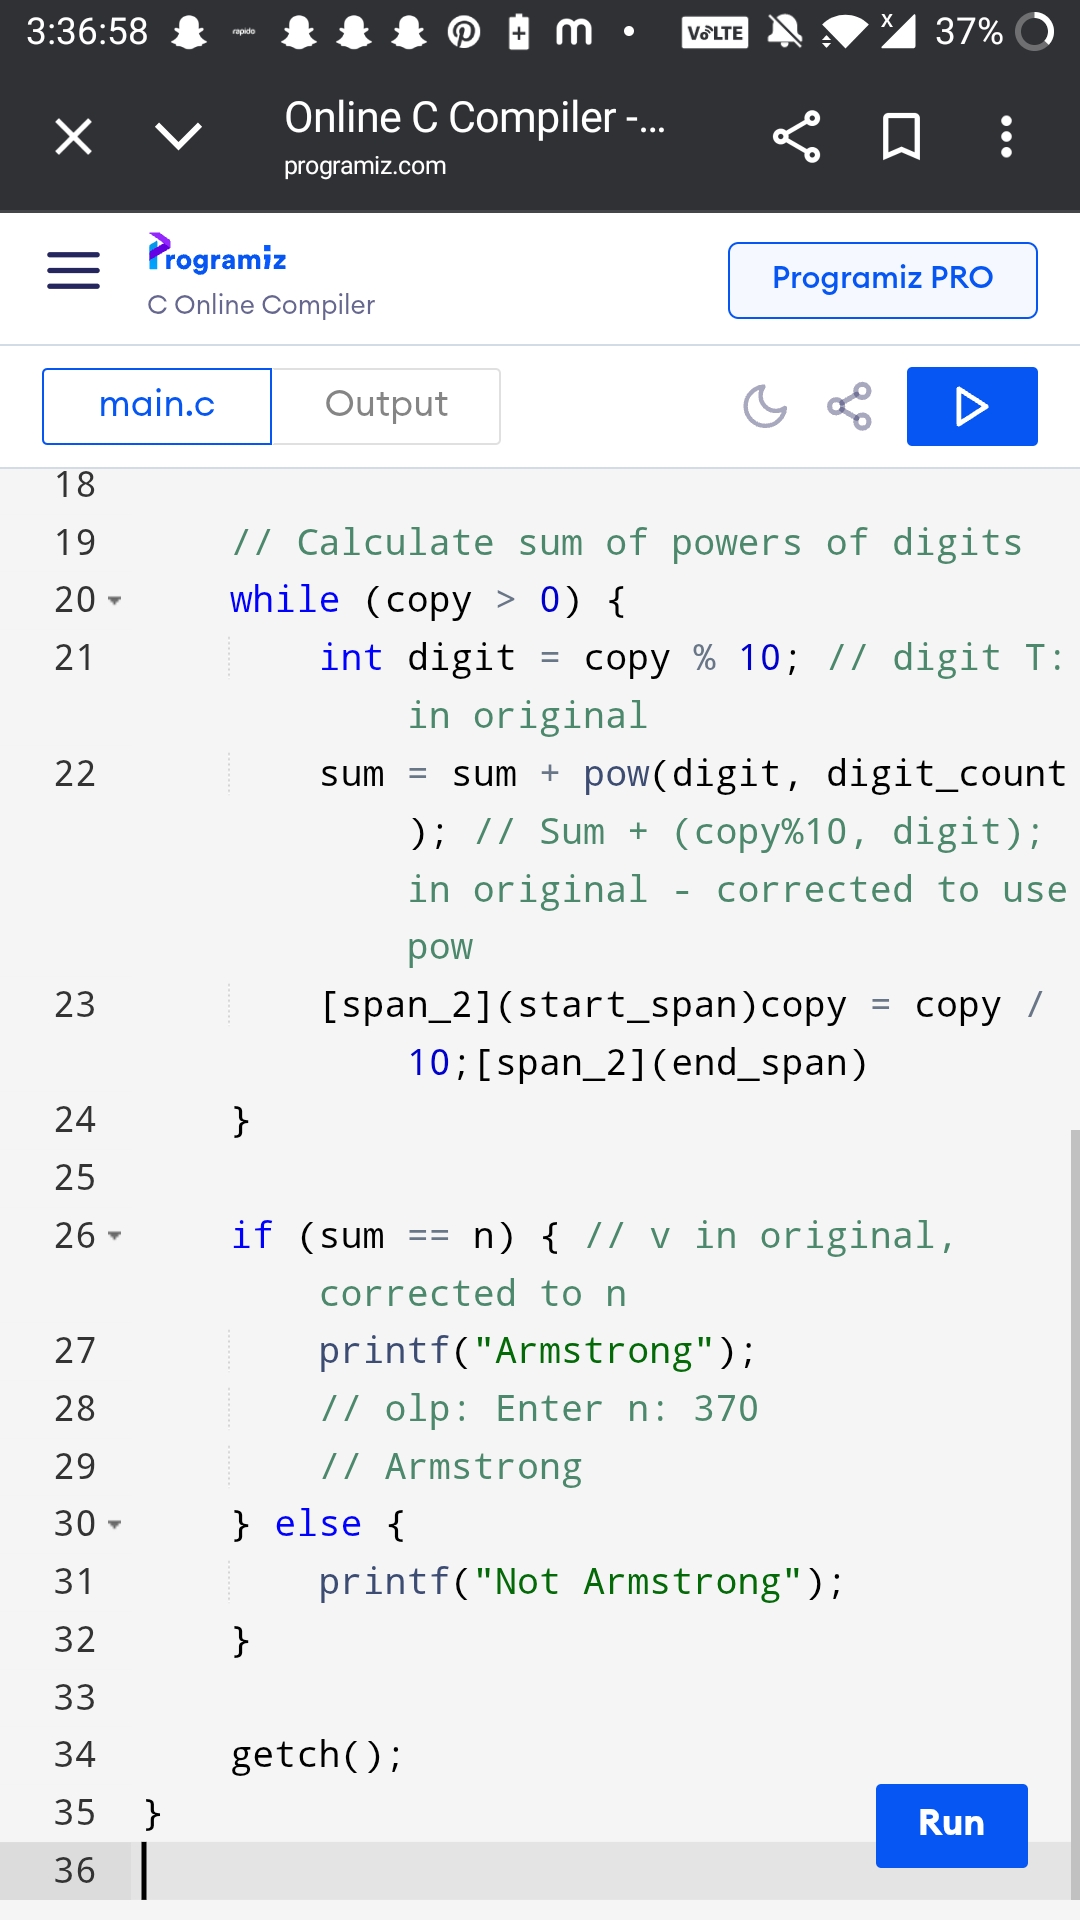 3:36:58 rapido m VoLTE x 37%
Online C Compiler -...
programiz.com
Programiz
C Online Compiler
Programiz PRO
main.c Output
18
19 // Calculate sum of powers of digits
20 while (copy > 0) {
21 int digit = copy % 10; // digit T:
in original
22 sum = sum + pow(digit, digit_count
); // Sum + (copy%10, digit);
in original - corrected to use
pow
23 [span_2](start_span)copy = copy /
10;[span_2](end_span)
24 }
25
26 if (sum == n) { // v in original,
corrected to n
27 printf("Armstrong");
28 // olp: Enter n: 370
29 // Armstrong
30 } else {
31 printf("Not Armstrong");
32 }
33
34 getch();
35 }
Run
36